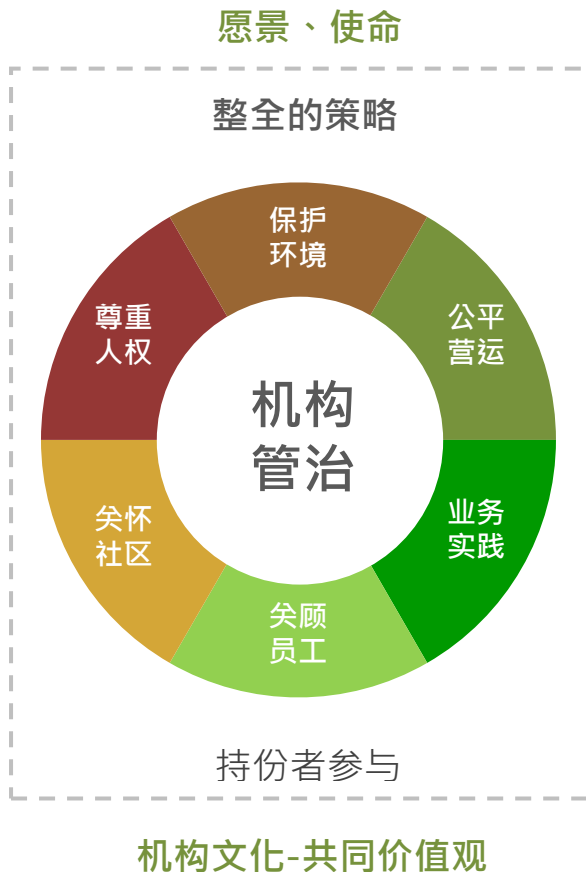 愿景、使命
整全的策略
保护
环境
尊重
人权
公平
营运
机构
管治
关怀
社区
业务
实践
关顾
员工
持份者参与
机构文化-共同价值观